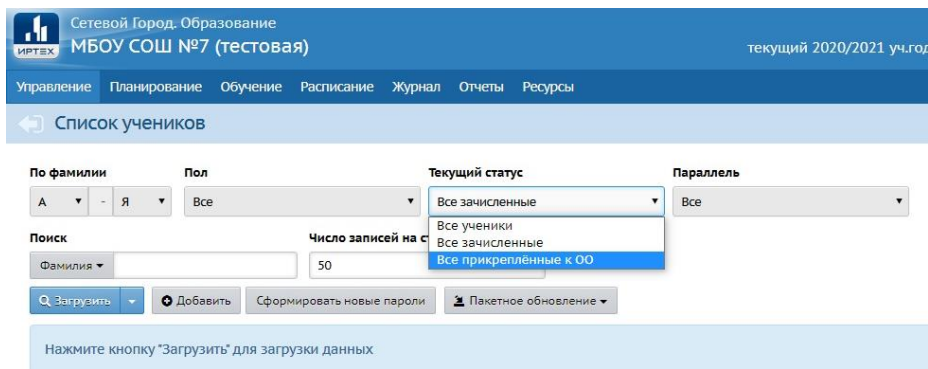 Сетевой Город. Образование
ИРТЕХ
МБОУ СОШ №7 (тестовая)
текущий 2020/2021 уч.год
Управление Планирование Обучение Расписание Журнал Отчеты Ресурсы
Список учеников
По фамилии Пол Текущий статус Параллель
А - Я Все Все зачисленные Все
Все ученики
Поиск Число записей на ст Все зачисленные
Все прикреплённые к ОО
Фамилия 50
Загрузить Добавить Сформировать новые пароли Пакетное обновление
Нажмите кнопку "Загрузить" для загрузки данных